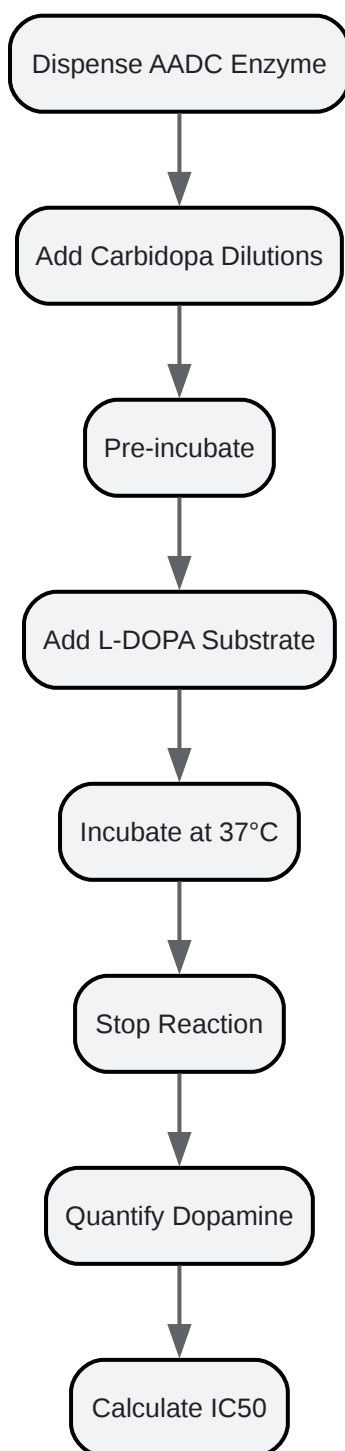 Dispense AADC Enzyme
Add Carbidopa Dilutions
Pre-incubate
Add L-DOPA Substrate
Incubate at 37°C
Stop Reaction
Quantify Dopamine
Calculate IC50